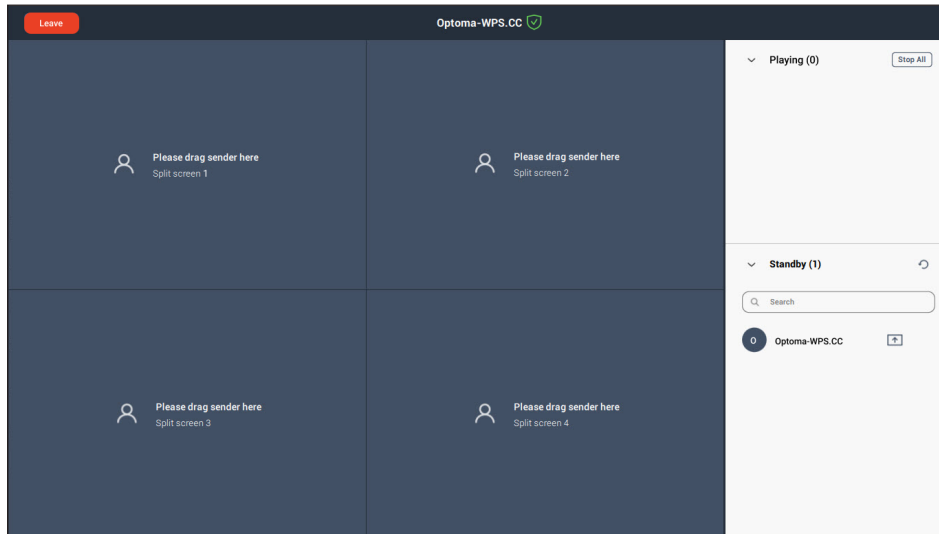 Leave
Optoma-WPS.CC
Please drag sender here
Split screen 1
Please drag sender here
Split screen 2
Please drag sender here
Split screen 3
Please drag sender here
Split screen 4
Playing (0)
Stop All
Standby (1)
Search
O
Optoma-WPS.CC